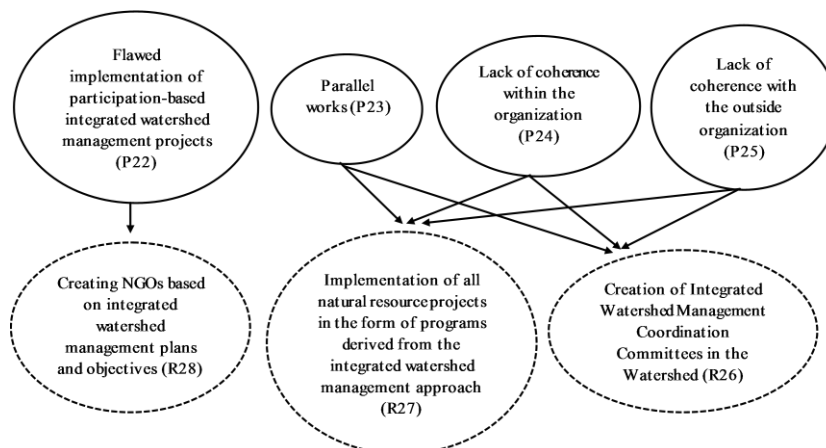 Flawed
implementation of
participation-based
integrated watershed
management projects
(P22)
Parallel
works (P23)
Lack of coherence
within the
organization
(P24)
Lack of
coherence with
the outside
organization
(P25)
Creating NGOs based
on integrated
watershed
management plans
and objectives (R28)
Implementation of all
natural resource projects
in the form of programs
derived from the
integrated watershed
management approach
(R27)
Creation of Integrated
Watershed Management
Coordination
Committees in the
Watershed (R26)